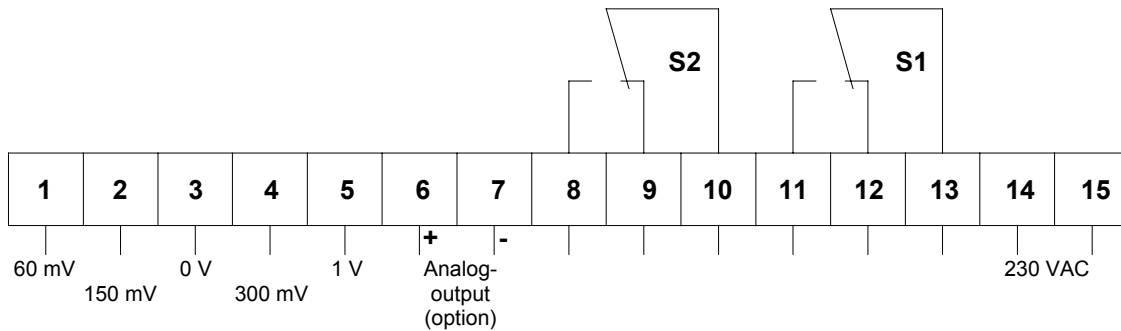 S2 S1
1 2 3 4 5 6 7 8 9 10 11 12 13 14 15
+ -
60 mV 0 V 1 V Analog- 230 VAC
150 mV 300 mV output
(option)